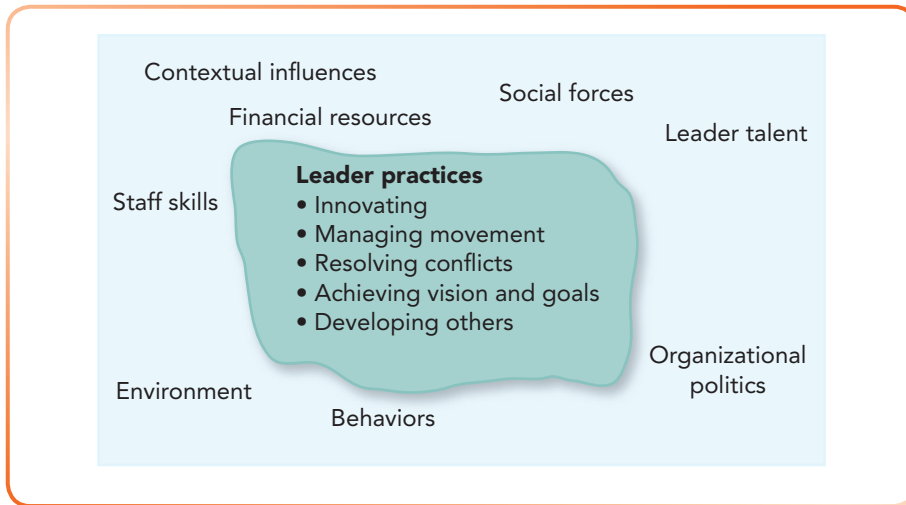 Contextual influences
Social forces
Financial resources
Leader talent
Staff skills
Leader practices
• Innovating
• Managing movement
• Resolving conflicts
• Achieving vision and goals
• Developing others
Organizational
politics
Environment
Behaviors